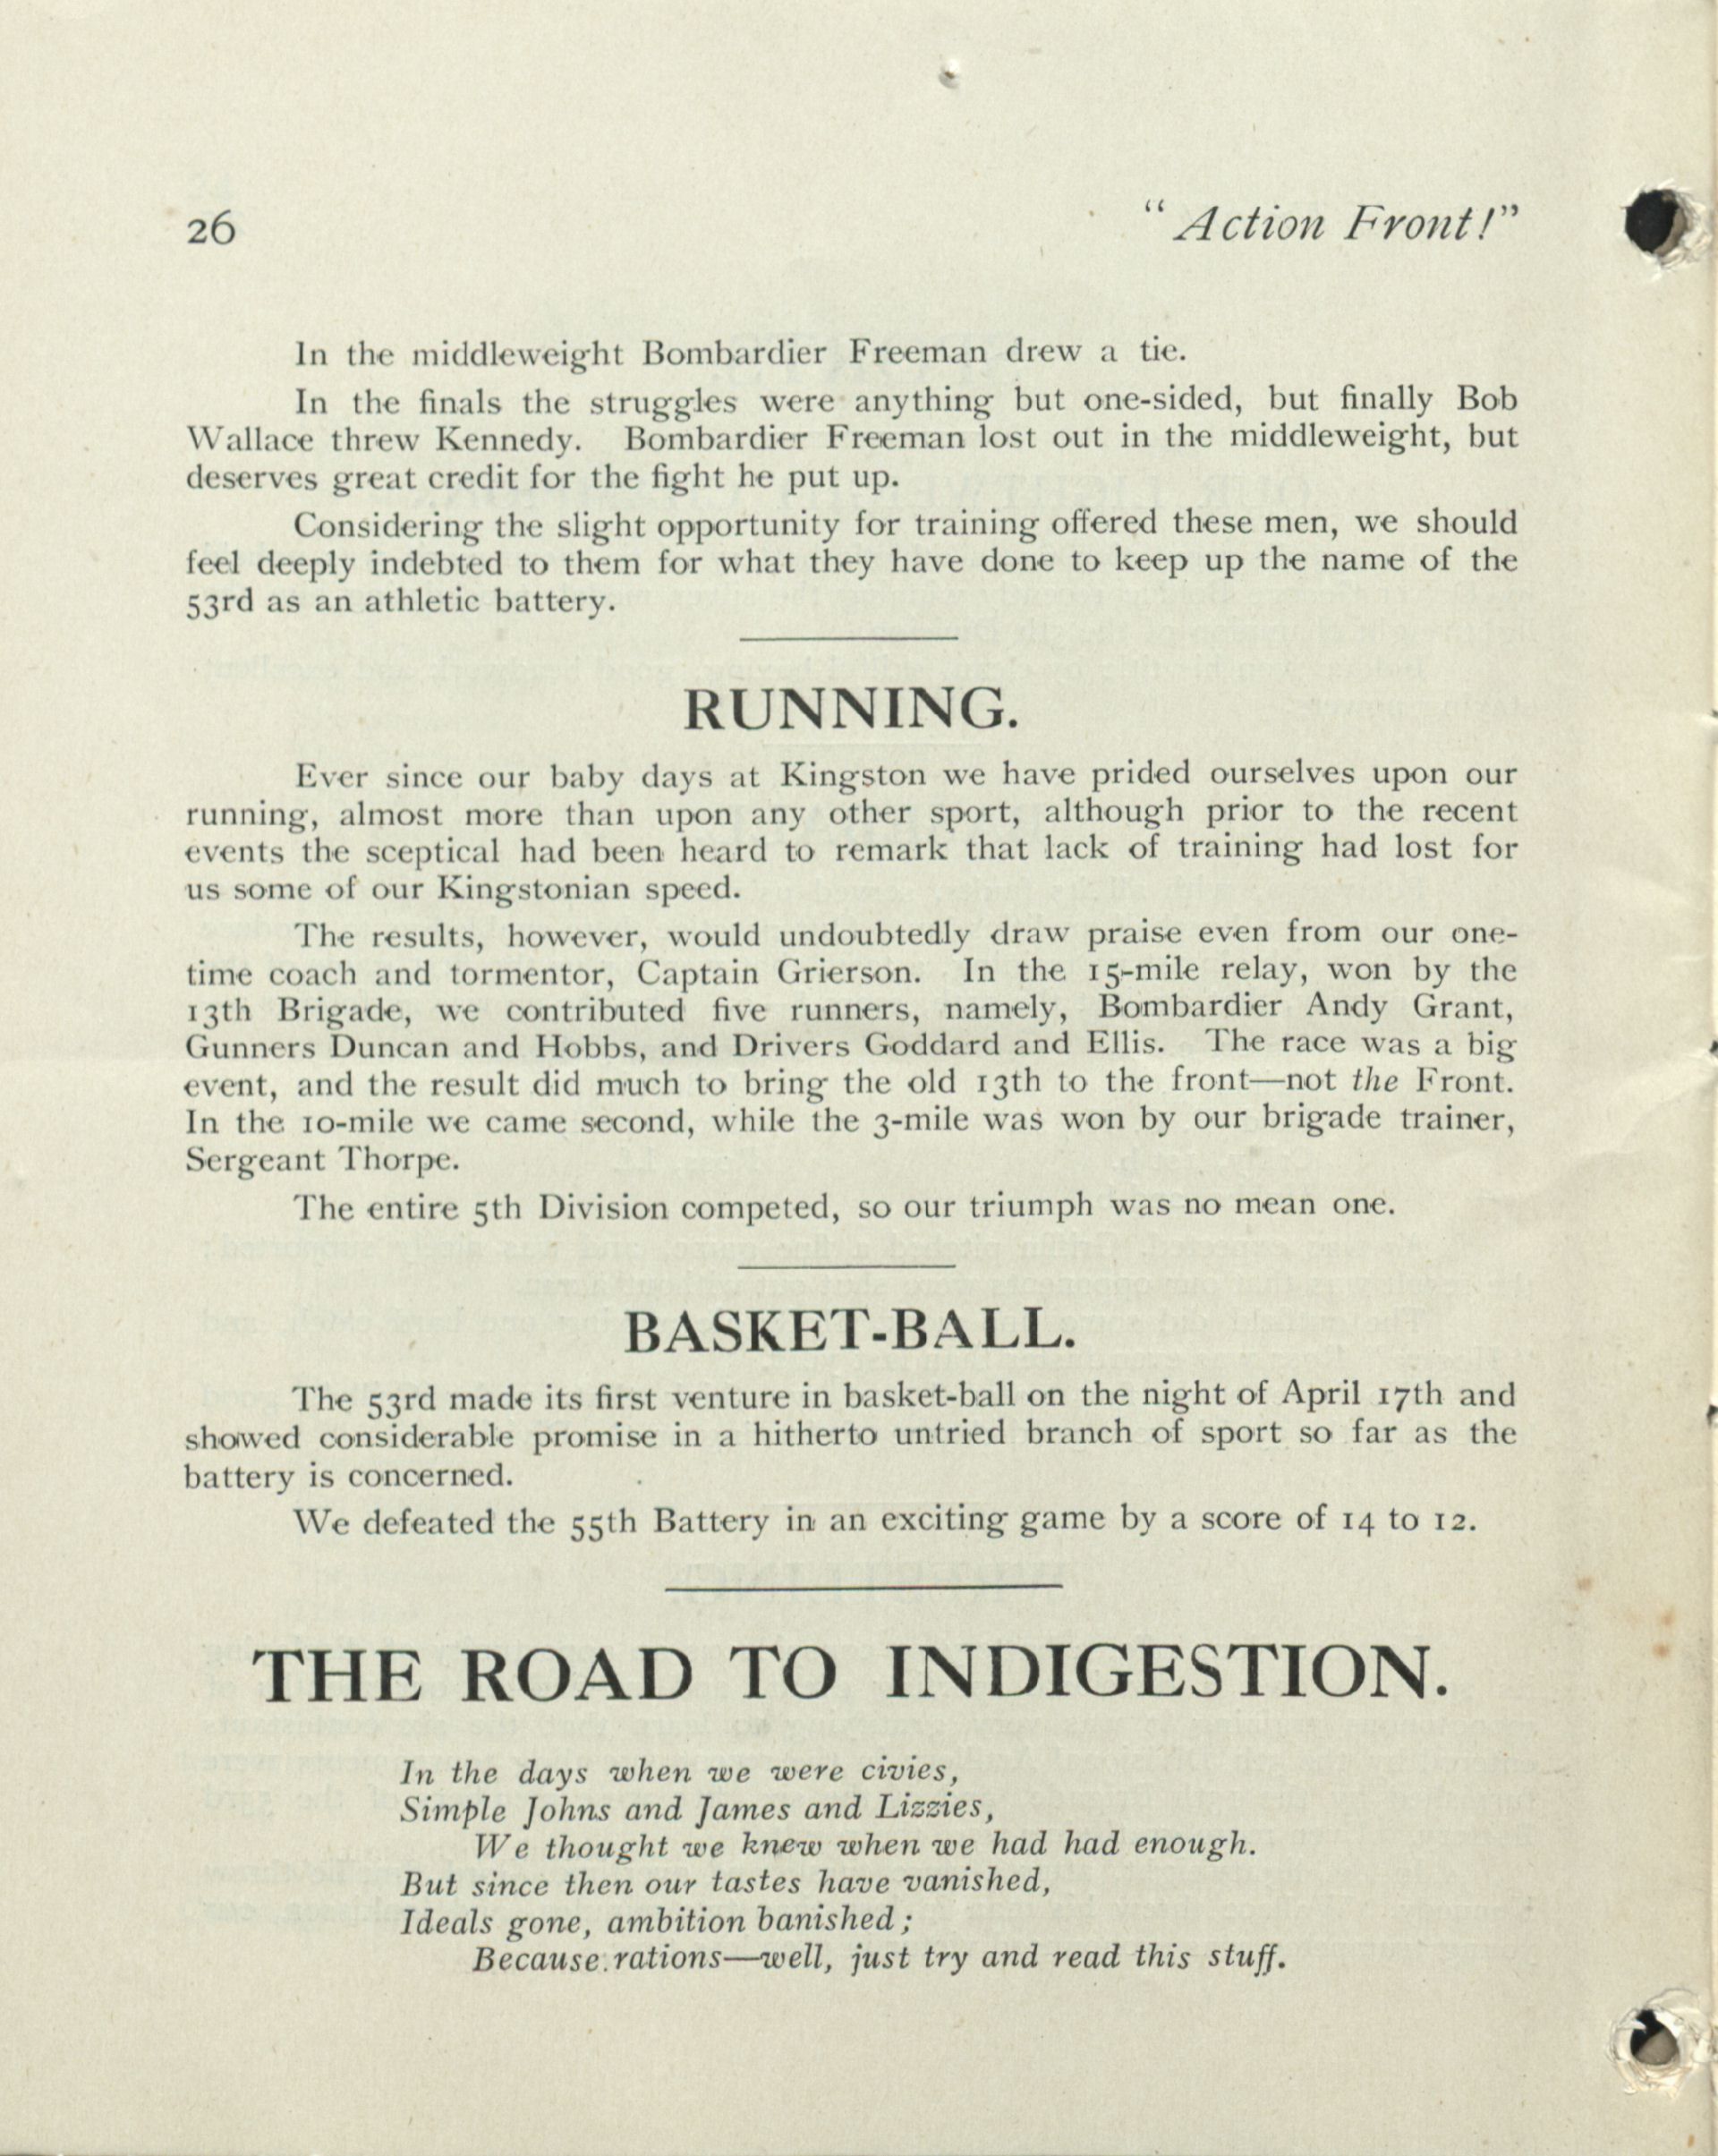 26
“ Action Front!”
In the middleweight Bombardier Freeman drew a tie.
In the finals the struggles were anything but one-sided, but finally Bob
Wallace threw Kennedy. Bombardier Freeman lost out in the middleweight, but
deserves great credit for the fight he put up.
Considering the slight opportunity for training offered these men, we should
feel deeply indebted to them for what they have done to keep up the name of the
53rd as an athletic battery.
RUNNING.
Ever since our baby days at Kingston we have prided ourselves upon our
running, almost more than upon any other sport, although prior to the recent
events the sceptical had been heard to remark that lack of training had lost for
us some of our Kingstonian speed.
The results, however, would undoubtedly draw praise even from our one-
time coach and tormentor, Captain Grierson. In the 15-mile relay, won by the
13th Brigade, we contributed five runners, namely, Bombardier Andy Grant,
Gunners Duncan and Hobbs, and Drivers Goddard and Ellis. The race was a big
event, and the result did much to bring the old 13th to the front—not the Front.
In the 10-mile we came second, while the 3-mile was won by our brigade trainer,
Sergeant Thorpe.
The entire 5th Division competed, so our triumph was no mean one.
BASKET-BALL.
The 53rd made its first venture in basket-ball on the night of April 17th and
showed considerable promise in a hitherto untried branch of sport so far as the
battery is concerned.
We defeated the 55th Battery in an exciting game by a score of 14 to 12.
THE ROAD TO INDIGESTION.
In the days when we were civies,
Simple Johns and James and Lizzies,
We thought we knew when we had had enough.
But since then our tastes have vanished,
Ideals gone, ambition banished;
Because rations—well, just try and read this stuff.